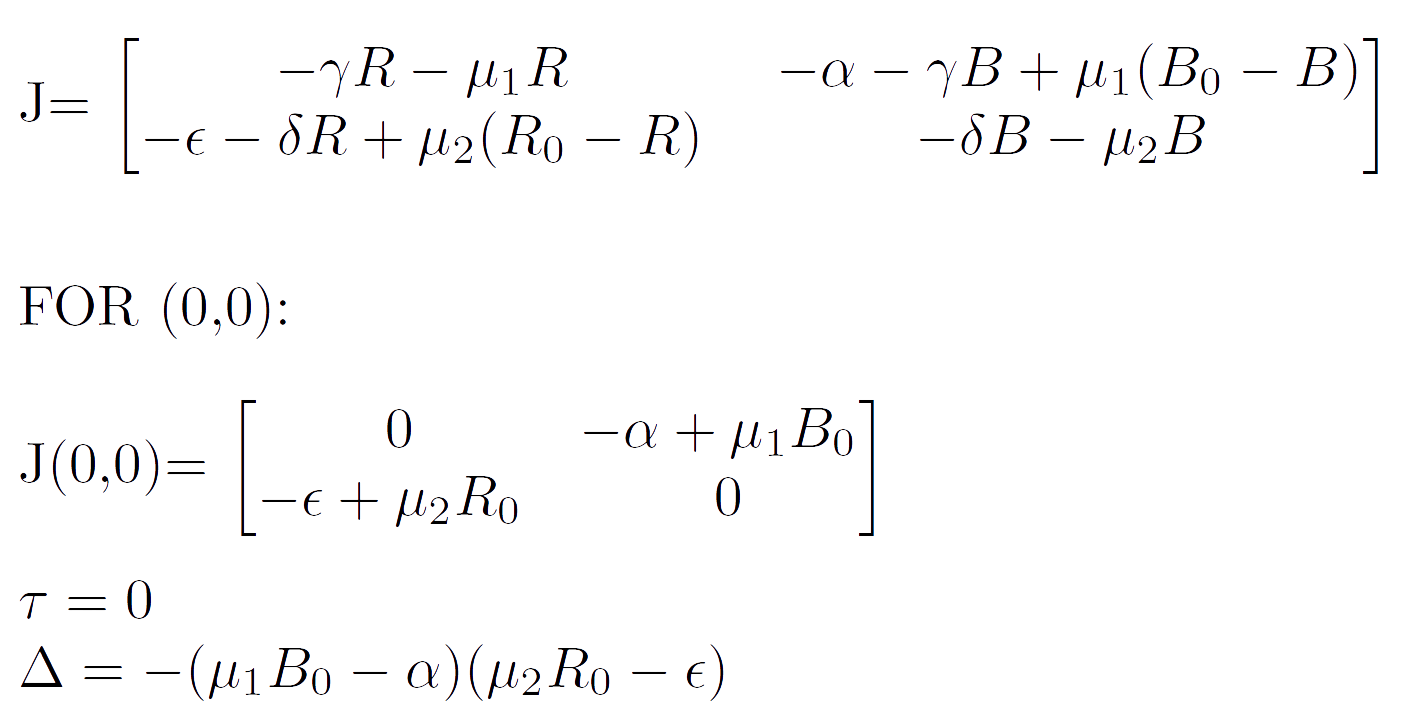 J= [ −γR − μ₁R   −α − γB + μ₁(B₀ − B) ]
[ −ϵ − δR + μ₂(R₀ − R)   −δB − μ₂B ]
FOR (0,0):
J(0,0)= [ 0   −α + μ₁B₀ ]
[ −ϵ + μ₂R₀   0 ]
τ = 0
Δ = −(μ₁B₀ − α)(μ₂R₀ − ϵ)